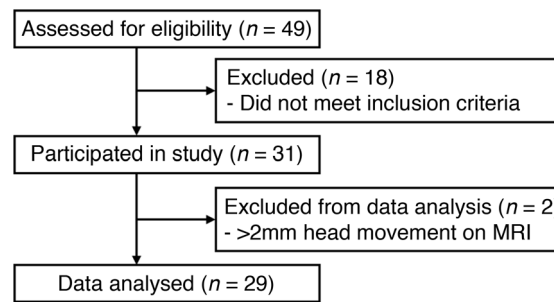 Assessed for eligibility (n = 49)
Excluded (n = 18)
- Did not meet inclusion criteria
Participated in study (n = 31)
Excluded from data analysis (n = 2
- >2mm head movement on MRI
Data analysed (n = 29)